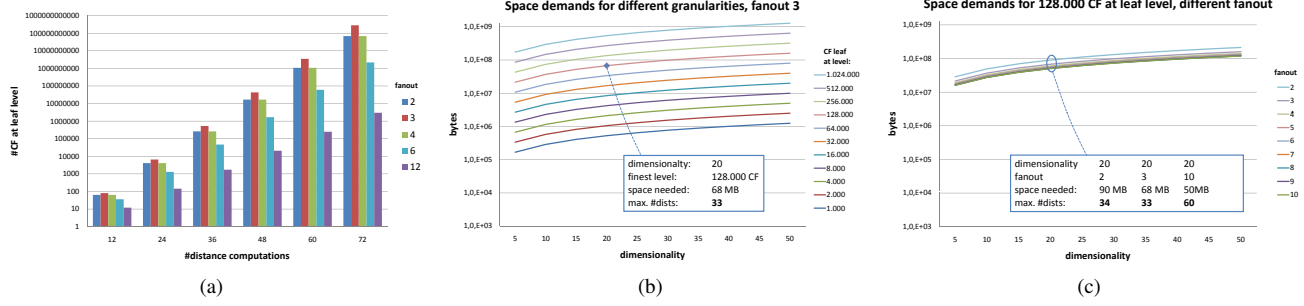 #CF at leaf level
100000000000
10000000000
1000000000
100000000
10000000
1000000
100000
10000
1000
100
10
1
12 24 36 48 60 72
#distance computations
fanout
2
3
4
6
12
(a)
Space demands for different granularities, fanout 3
bytes
1,0,E+09
1,0,E+08
1,0,E+07
1,0,E+06
1,0,E+05
1,0,E+04
1,0,E+03
5 10 15 20 25 30 35 40 45 50
dimensionality
CF leaf
at level:
1.024.000
512.000
256.000
128.000
64.000
32.000
16.000
8.000
4.000
2.000
1.000
dimensionalty: 20
finest level: 128.000 CF
space needed: 68 MB
max. #dists: 33
(b)
Space demands for 128.000 CF at leaf level, different fanout
bytes
1,0,E+09
1,0,E+08
1,0,E+07
1,0,E+06
1,0,E+05
1,0,E+04
1,0,E+03
5 10 15 20 25 30 35 40 45 50
dimensionality
fanout
2
3
4
5
6
7
8
9
10
dimensionality 20 20 20
fanout 2 3 10
space needed: 90 MB 68 MB 50MB
max. #dists: 34 33 60
(c)